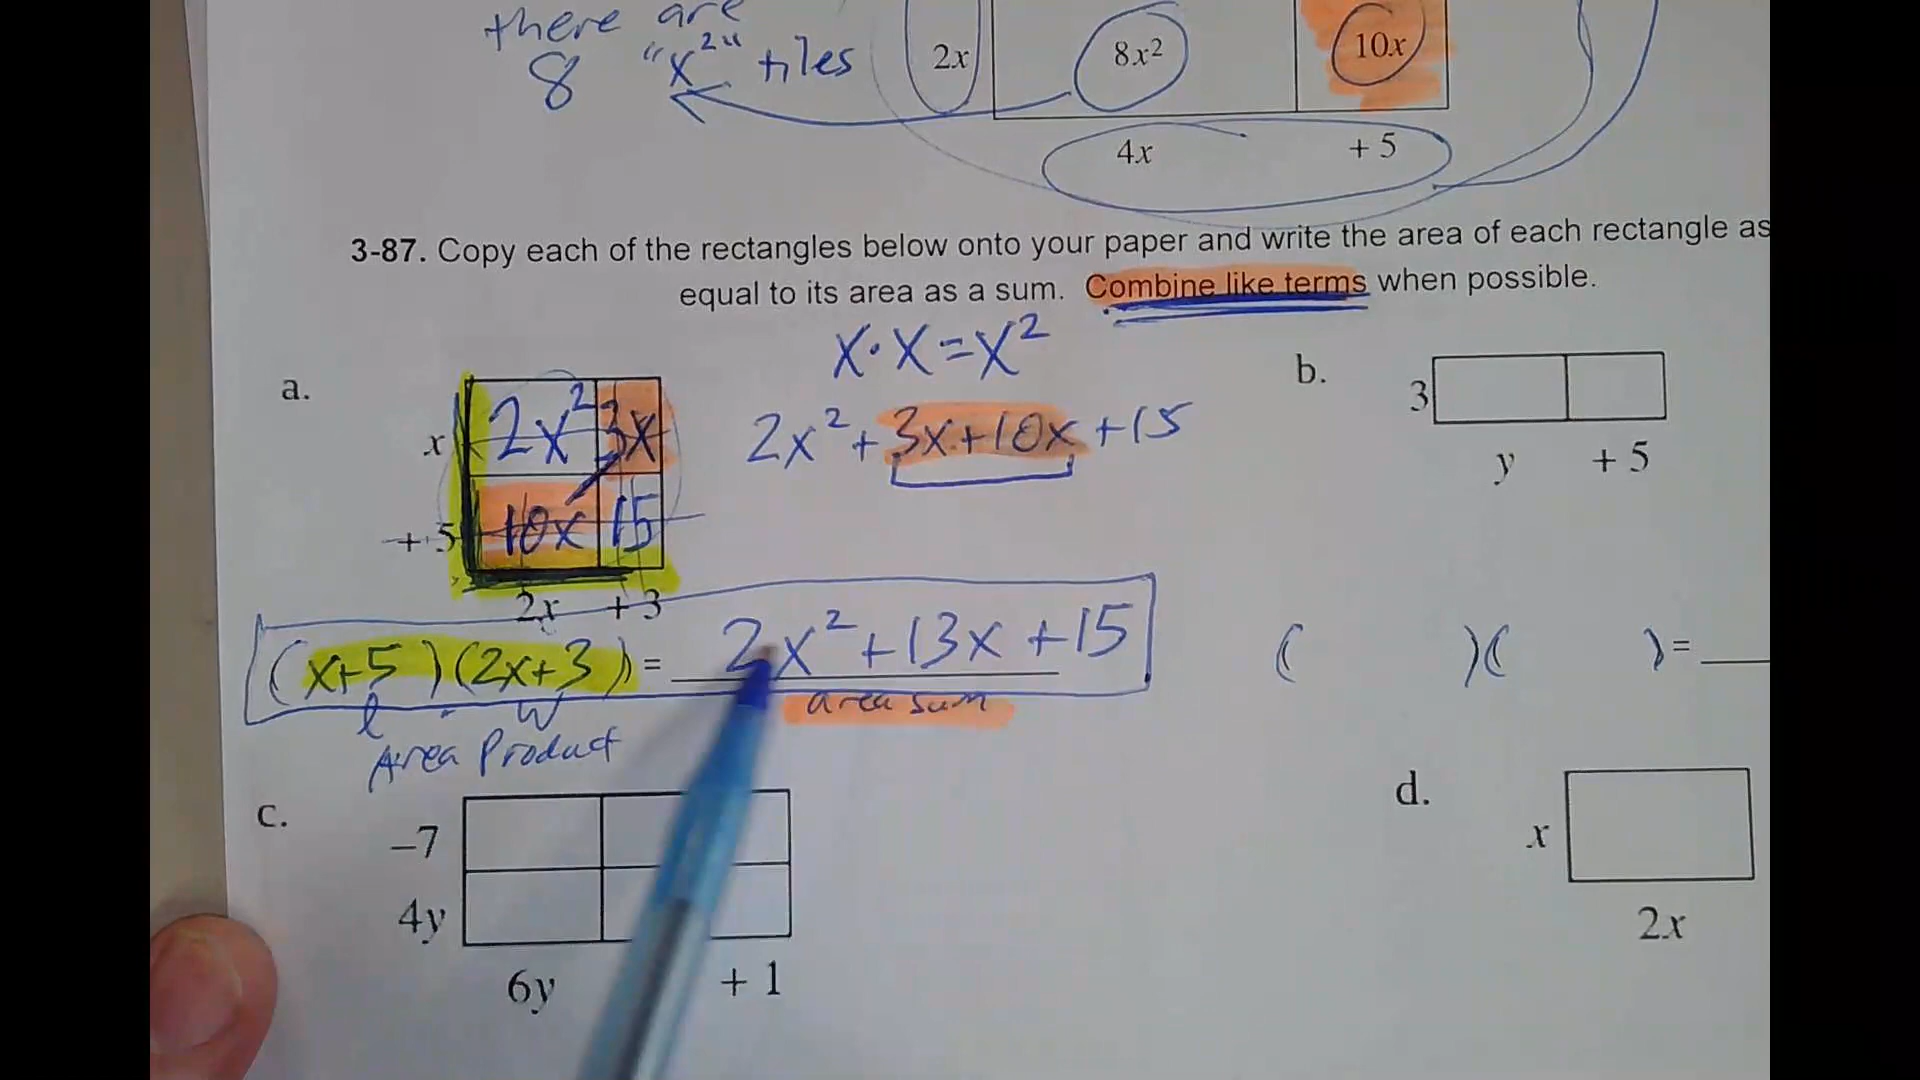 there are
8 "x²" tiles
2x 8x² 10x
4x + 5
3-87. Copy each of the rectangles below onto your paper and write the area of each rectangle as
equal to its area as a sum. Combine like terms when possible.
x·x=x²
a.
x 2x² 3x
+5 10x 15
2x +3
2x²+3x+10x+15
(x+5)(2x+3) = 2x²+13x+15
l · w
area sum
Area Product
b.
3
y + 5
( )( )=
c.
–7
4y
6y + 1
d.
x
2x